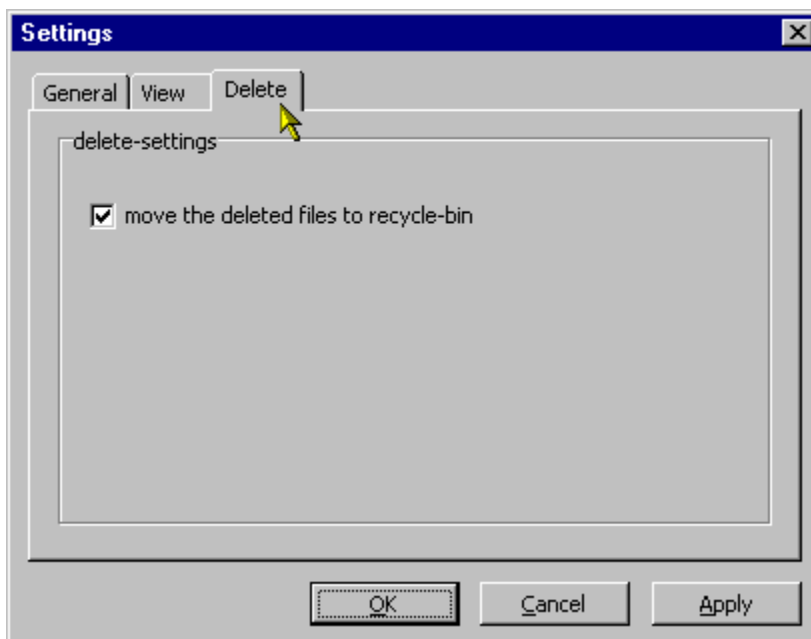 Settings
General View Delete
delete-settings
move the deleted files to recycle-bin
OK Cancel Apply